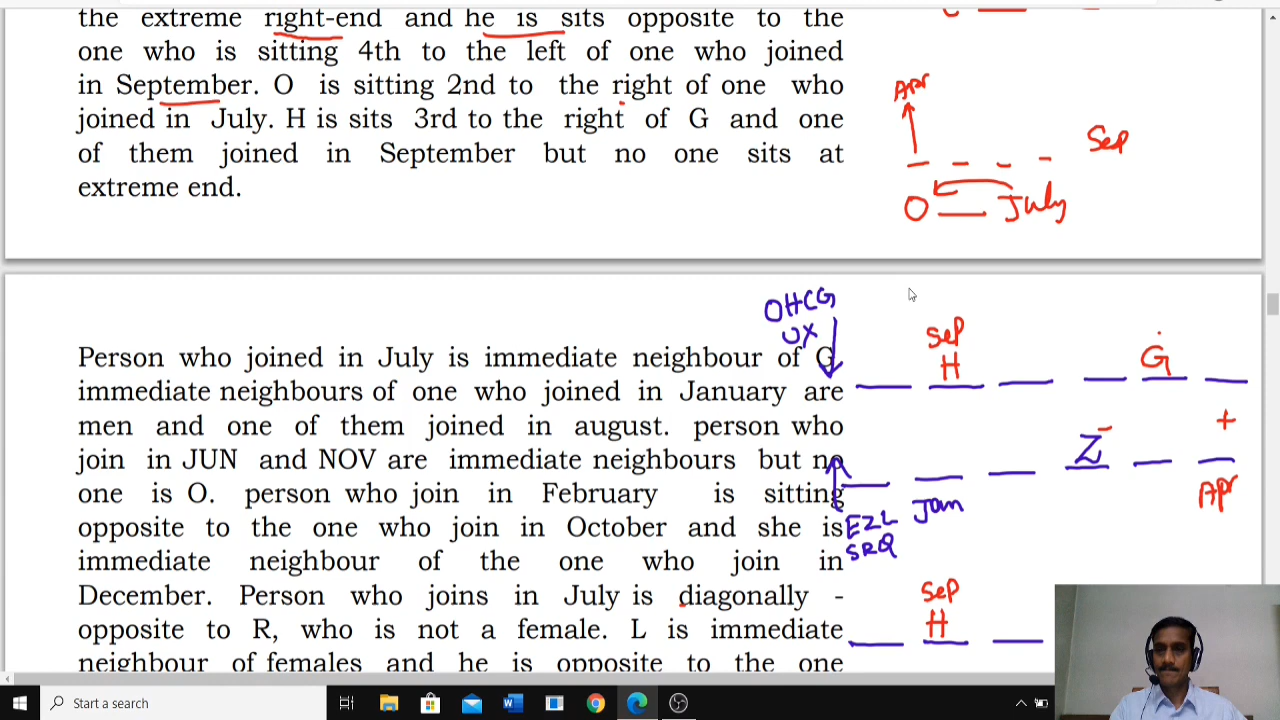 the extreme right-end and he is sits opposite to the
one who is sitting 4th to the left of one who joined
in September. O is sitting 2nd to the right of one who
joined in July. H is sits 3rd to the right of G and one
of them joined in September but no one sits at
extreme end.
Apr
Sep
O July
OHCG
UX
Sep
H
G
Person who joined in July is immediate neighbour of G
immediate neighbours of one who joined in January are
men and one of them joined in august. person who
join in JUN and NOV are immediate neighbours but no
one is O. person who join in February is sitting
opposite to the one who join in October and she is
immediate neighbour of the one who join in
December. Person who joins in July is diagonally -
opposite to R, who is not a female. L is immediate
neighbour of females and he is opposite to the one
+
Z -
Apr
Jan
EZL
SRQ
Sep
H
Start a search